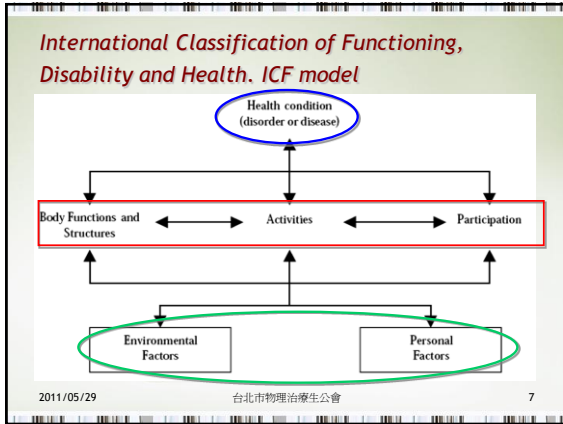 International Classification of Functioning,
Disability and Health. ICF model
Health condition
(disorder or disease)
Body Functions and
Structures
Activities
Participation
Environmental
Factors
Personal
Factors
2011/05/29
台北市物理治療生公會
7